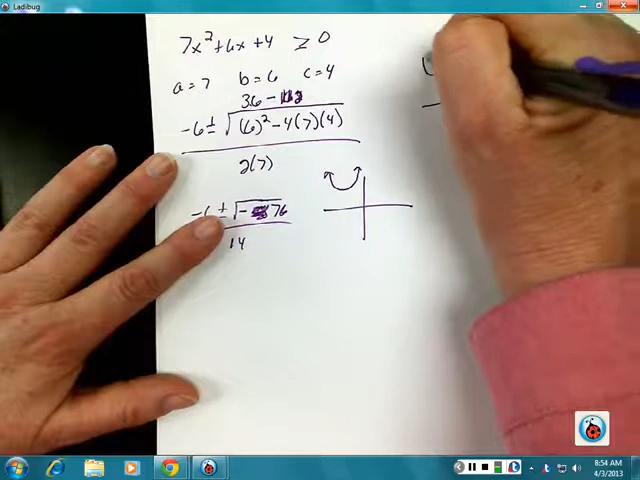 Ladibug
7x² + 6x + 4 ≥ 0
a = 7 b = 6 c = 4
36 -
-6 ± √(6)² - 4(7)(4)
2(7)
-6 ± √- 76
14
8:54 AM
4/3/2013